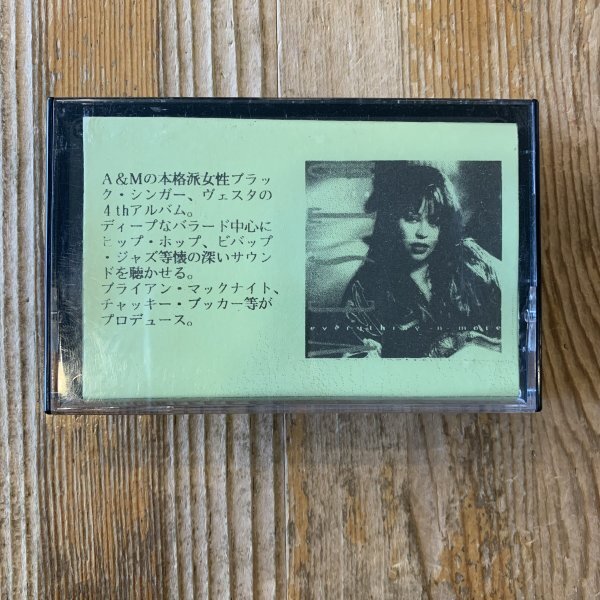 A&Mの本格派女性ブラッ
ク・シンガー、ヴェスタの
4thアルバム。
ディープなバラード中心に
ヒップ・ホップ、ビバップ
・ジャズ等懐の深いサウン
ドを聴かせる。
ブライアン・マックナイト、
チャッキー・ブッカー等が
プロデュース。
everything-n-more